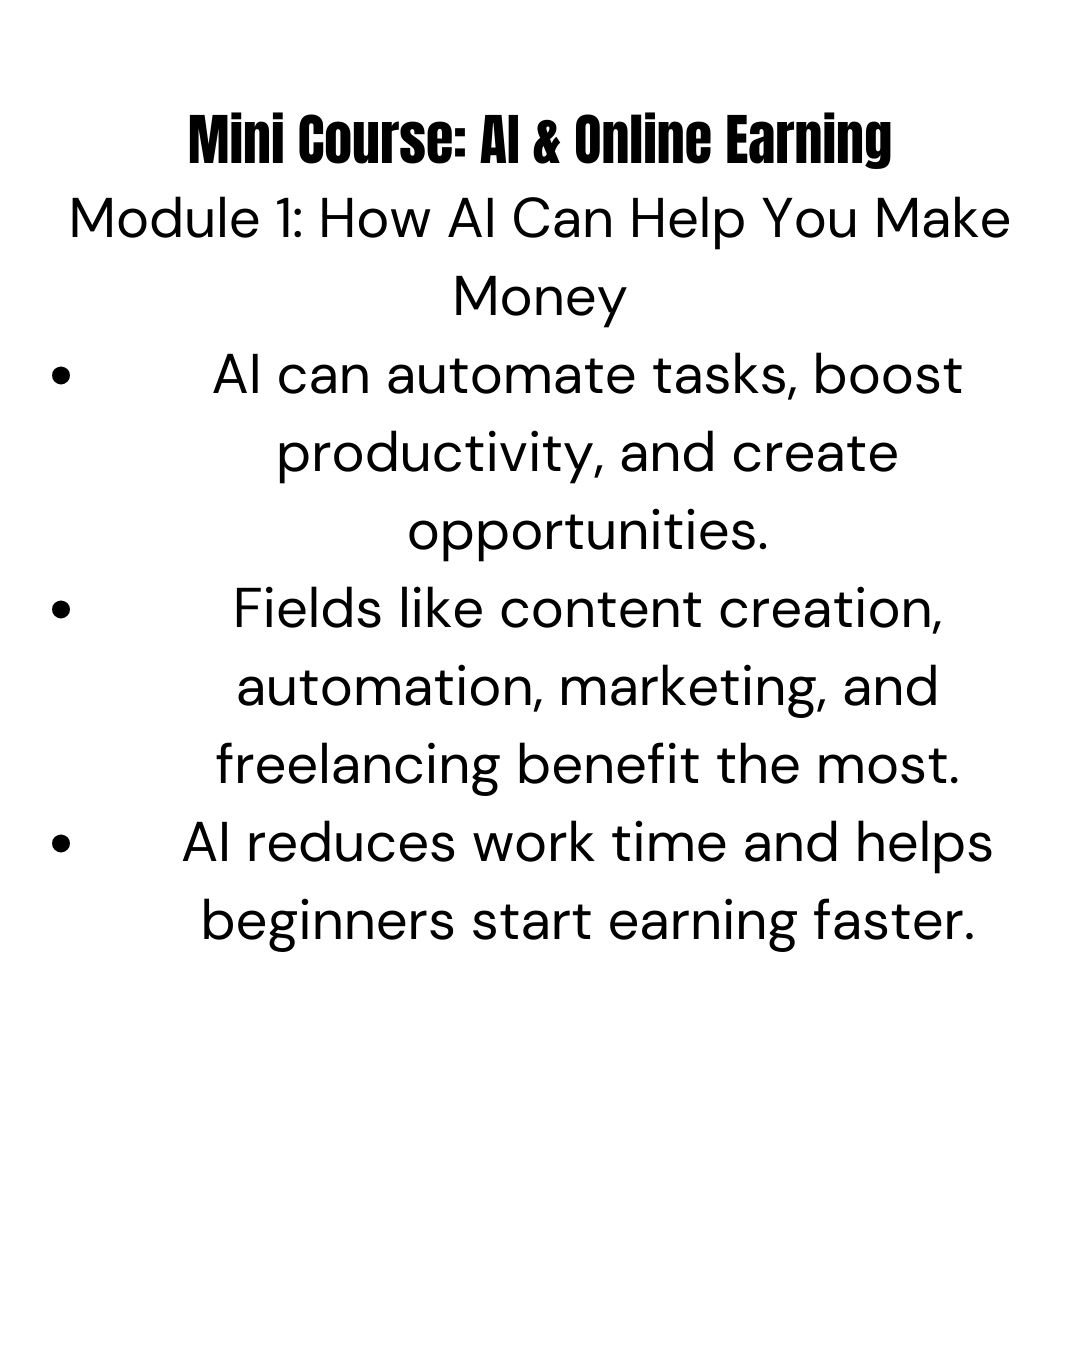 Mini Course: AI & Online Earning
Module 1: How AI Can Help You Make
Money
• AI can automate tasks, boost
productivity, and create
opportunities.
• Fields like content creation,
automation, marketing, and
freelancing benefit the most.
• AI reduces work time and helps
beginners start earning faster.